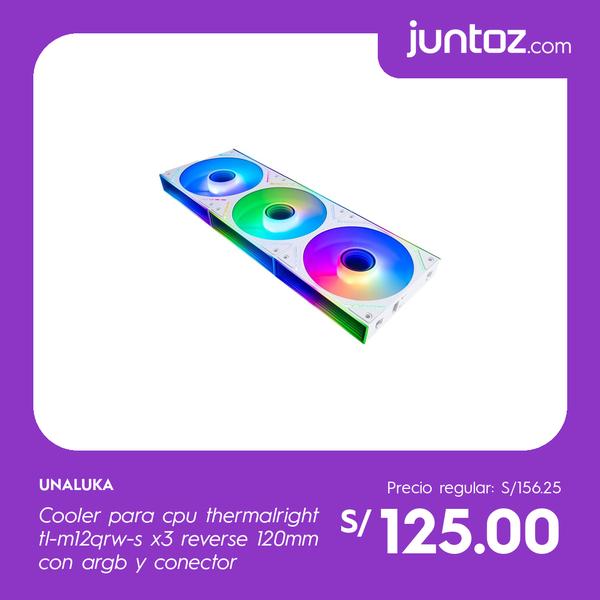 juntoz.com
UNALUKA
Cooler para cpu thermalright
tl-m12qrw-s x3 reverse 120mm
con argb y conector
Precio regular: S/156.25
S/125.00